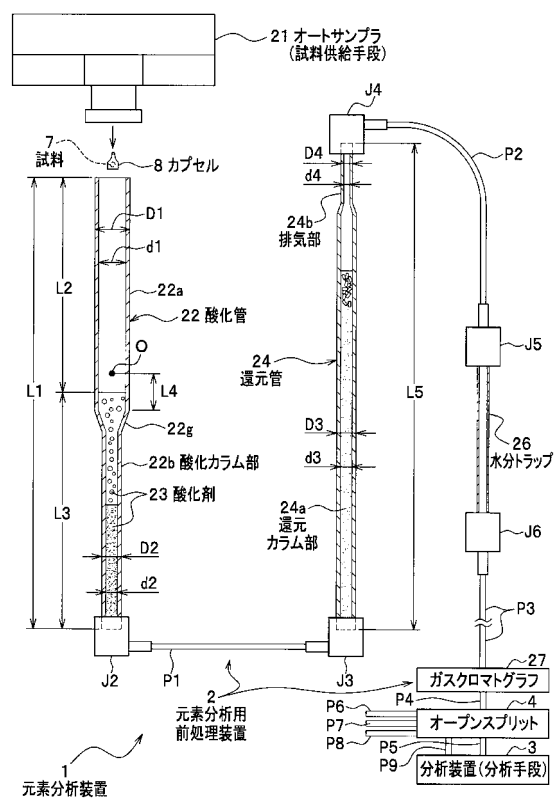 21 オートサンプラ
(試料供給手段)
7
試料
8 カプセル
D1
d1
22a
22 酸化管
O
L1
L2
L3
L4
22g
22b 酸化カラム部
23 酸化剤
D2
d2
J2
P1
J3
J4
D4
d4
24b
排気部
24
還元管
D3
d3
24a
還元
カラム部
L5
P2
J5
26
水分トラップ
J6
P3
27
ガスクロマトグラフ
P4
4
オープンスプリット
P6
P7
P8
P5
P9
3
分析装置(分析手段)
2
元素分析用
前処理装置
1
元素分析装置